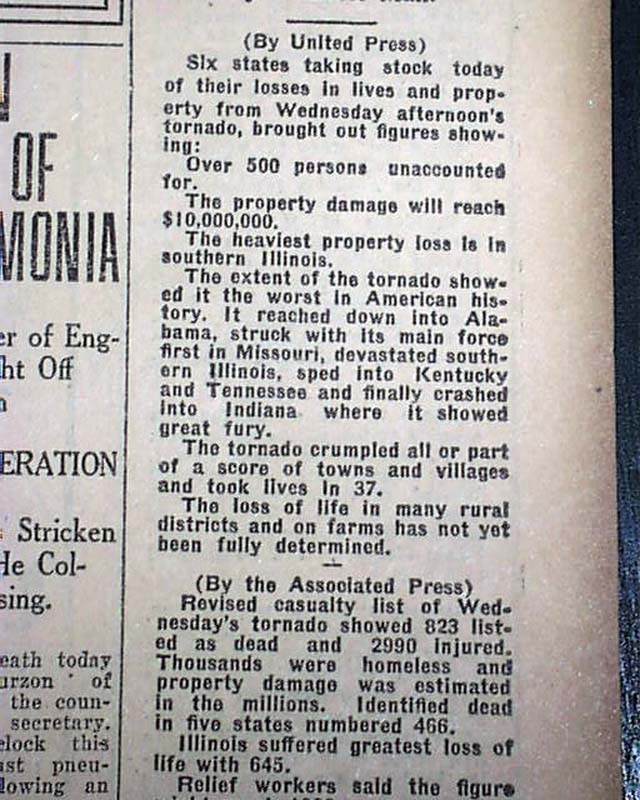 OF
MONIA
er of Eng-
ht Off
ERATION
Stricken
He Col-
sing.
eath today
urzon of
the coun-
secretary.
clock this
ast pneu-
lowing an
(By United Press)
Six states taking stock today
of their losses in lives and prop-
erty from Wednesday afternoon's
tornado, brought out figures show-
ing:
Over 500 persons unaccounted
for.
The property damage will reach
$10,000,000.
The heaviest property loss is in
southern Illinois.
The extent of the tornado show-
ed it the worst in American his-
tory. It reached down into Ala-
bama, struck with its main force
first in Missouri, devastated south-
ern Illinois, sped into Kentucky
and Tennessee and finally crashed
into Indiana where it showed
great fury.
The tornado crumpled all or part
of a score of towns and villages
and took lives in 37.
The loss of life in many rural
districts and on farms has not yet
been fully determined.
(By the Associated Press)
Revised casualty list of Wed-
nesday's tornado showed 823 list-
ed as dead and 2990 injured.
Thousands were homeless and
property damage was estimated
in the millions. Identified dead
in five states numbered 466.
Illinois suffered greatest loss of
life with 645.
Relief workers said the figure